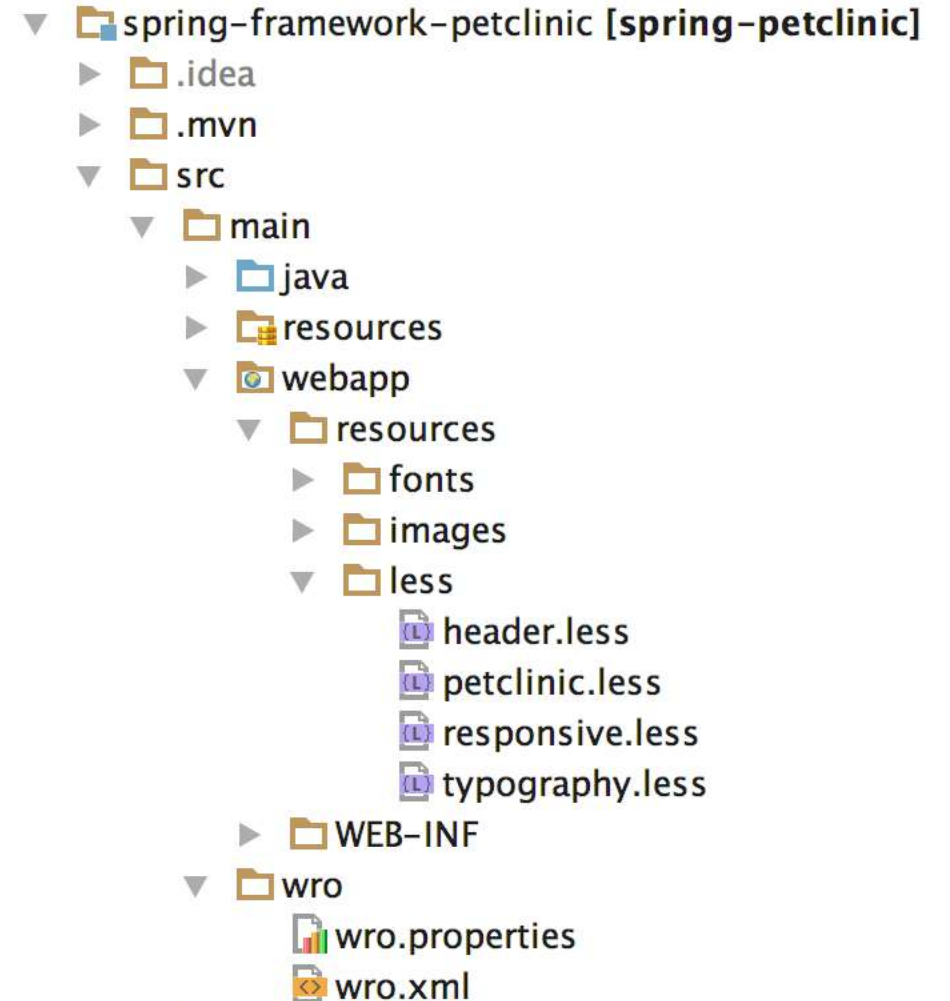 spring-framework-petclinic [spring-petclinic]
.idea
.mvn
src
main
java
resources
webapp
resources
fonts
images
less
header.less
petclinic.less
responsive.less
typography.less
WEB-INF
wro
wro.properties
wro.xml